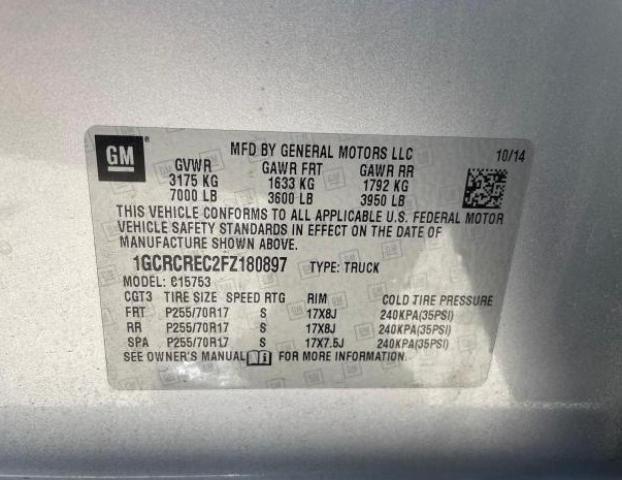 GM
MFD BY GENERAL MOTORS LLC 10/14
GVWR GAWR FRT GAWR RR
3175 KG 1633 KG 1792 KG
7000 LB 3600 LB 3950 LB
THIS VEHICLE CONFORMS TO ALL APPLICABLE U.S. FEDERAL MOTOR
VEHICLE SAFETY STANDARDS IN EFFECT ON THE DATE OF
MANUFACTURE SHOWN ABOVE.
1GCRCREC2FZ180897 TYPE: TRUCK
MODEL: C15753
CGT3 TIRE SIZE SPEED RTG RIM COLD TIRE PRESSURE
FRT P255/70R17 S 17X8J 240KPA(35PSI)
RR P255/70R17 S 17X8J 240KPA(35PSI)
SPA P255/70R17 S 17X7.5J 240KPA(35PSI)
SEE OWNER'S MANUAL FOR MORE INFORMATION.